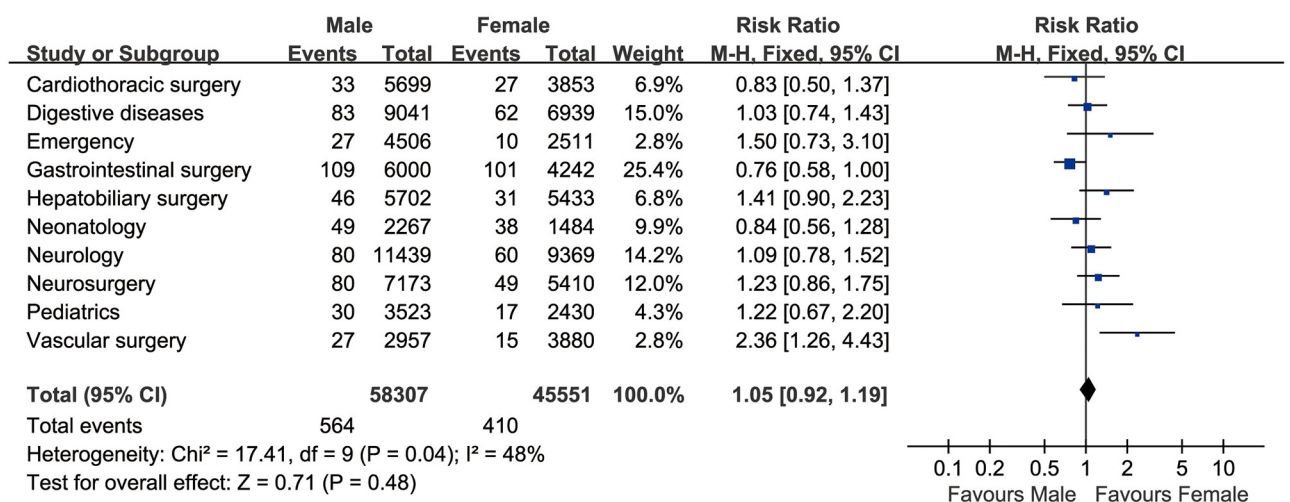 Male Female Risk Ratio Risk Ratio
Study or Subgroup Events Total Events Total Weight M-H, Fixed, 95% CI M-H, Fixed, 95% CI
Cardiothoracic surgery 33 5699 27 3853 6.9% 0.83 [0.50, 1.37]
Digestive diseases 83 9041 62 6939 15.0% 1.03 [0.74, 1.43]
Emergency 27 4506 10 2511 2.8% 1.50 [0.73, 3.10]
Gastrointestinal surgery 109 6000 101 4242 25.4% 0.76 [0.58, 1.00]
Hepatobiliary surgery 46 5702 31 5433 6.8% 1.41 [0.90, 2.23]
Neonatology 49 2267 38 1484 9.9% 0.84 [0.56, 1.28]
Neurology 80 11439 60 9369 14.2% 1.09 [0.78, 1.52]
Neurosurgery 80 7173 49 5410 12.0% 1.23 [0.86, 1.75]
Pediatrics 30 3523 17 2430 4.3% 1.22 [0.67, 2.20]
Vascular surgery 27 2957 15 3880 2.8% 2.36 [1.26, 4.43]
Total (95% CI) 58307 45551 100.0% 1.05 [0.92, 1.19]
Total events 564 410
Heterogeneity: Chi² = 17.41, df = 9 (P = 0.04); I² = 48%
Test for overall effect: Z = 0.71 (P = 0.48)
0.1 0.2 0.5 1 2 5 10
Favours Male Favours Female